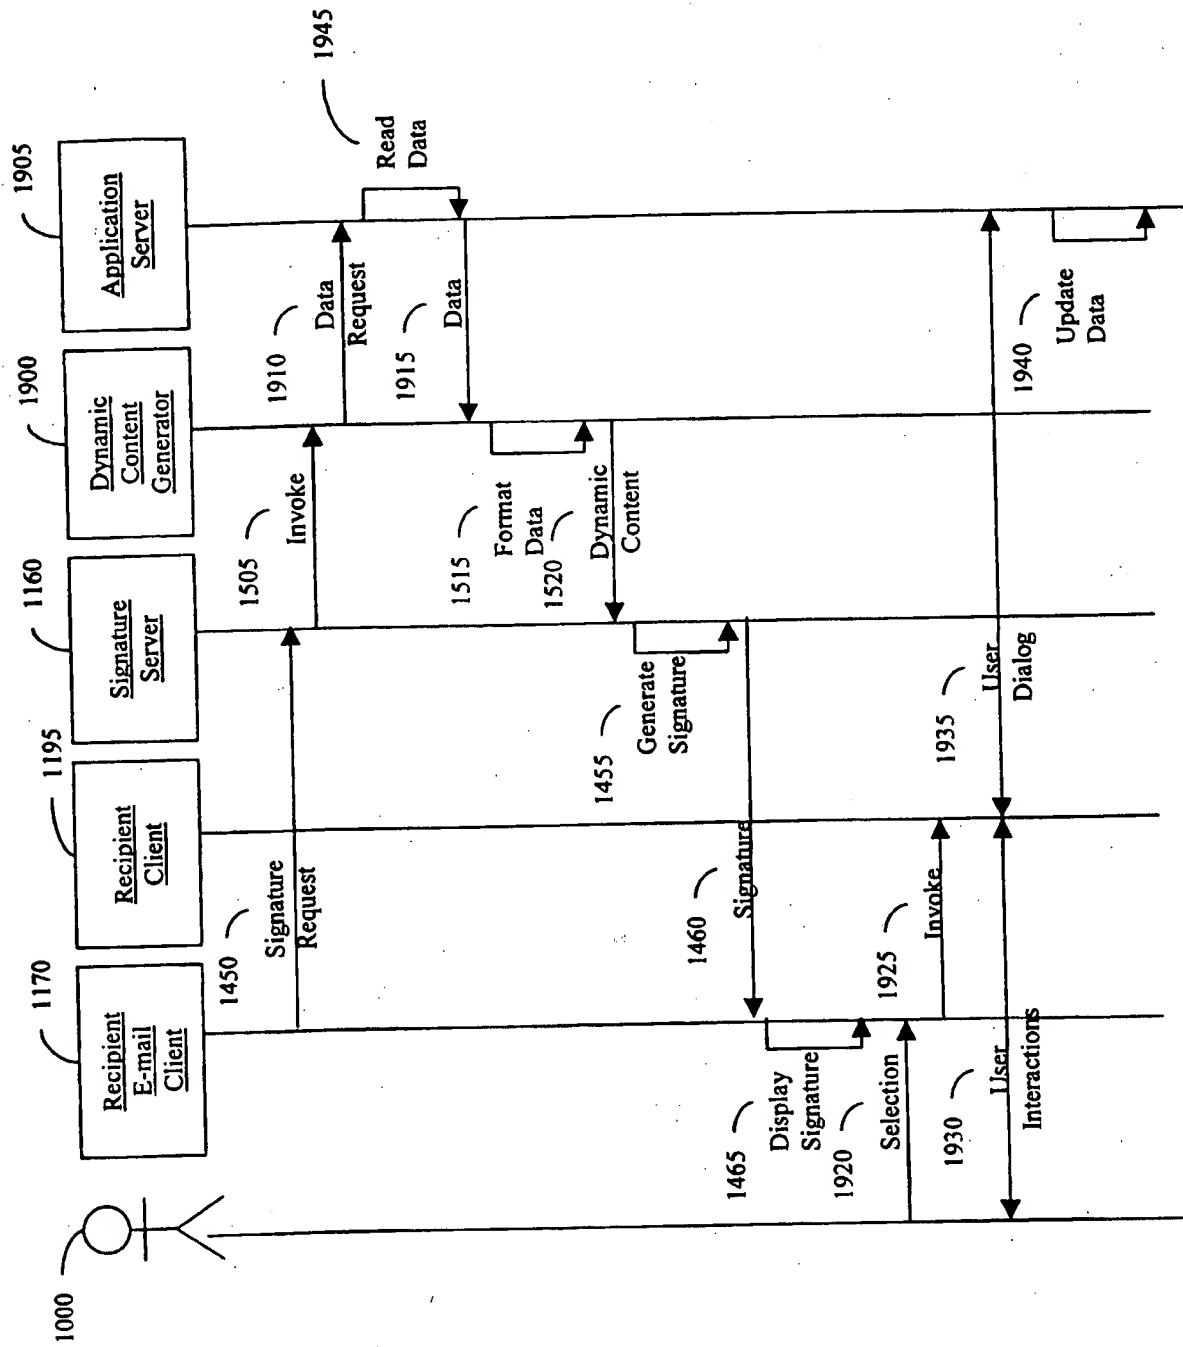 1000
1170
Recipient
E-mail
Client
1195
Recipient
Client
1160
Signature
Server
1900
Dynamic
Content
Generator
1905
Application
Server
1450
Signature
Request
1505
Invoke
1910
Data
Request
1945
Read
Data
1915
Data
1515
Format
Data
1520
Dynamic
Content
1455
Generate
Signature
1460
Signature
1465
Display
Signature
1920
Selection
1925
Invoke
1930
User
Interactions
1935
User
Dialog
1940
Update
Data